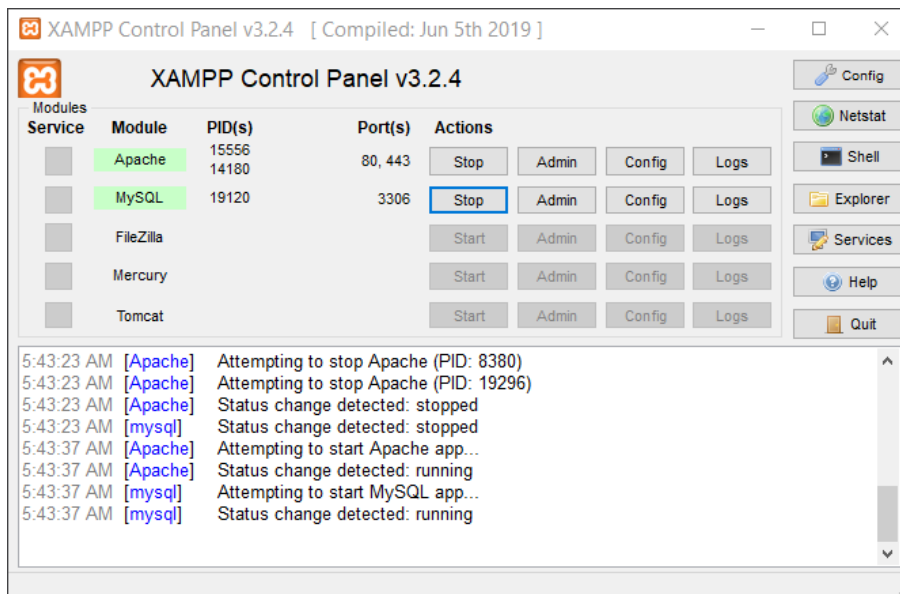 XAMPP Control Panel v3.2.4 [ Compiled: Jun 5th 2019 ]
XAMPP Control Panel v3.2.4
Config
Modules
Service Module PID(s) Port(s) Actions
Netstat
Apache 15556 14180 80, 443 Stop Admin Config Logs
Shell
MySQL 19120 3306 Stop Admin Config Logs
Explorer
FileZilla Start Admin Config Logs
Services
Mercury Start Admin Config Logs
Help
Tomcat Start Admin Config Logs
Quit
5:43:23 AM [Apache] Attempting to stop Apache (PID: 8380)
5:43:23 AM [Apache] Attempting to stop Apache (PID: 19296)
5:43:23 AM [Apache] Status change detected: stopped
5:43:23 AM [mysql] Status change detected: stopped
5:43:37 AM [Apache] Attempting to start Apache app...
5:43:37 AM [Apache] Status change detected: running
5:43:37 AM [mysql] Attempting to start MySQL app...
5:43:37 AM [mysql] Status change detected: running